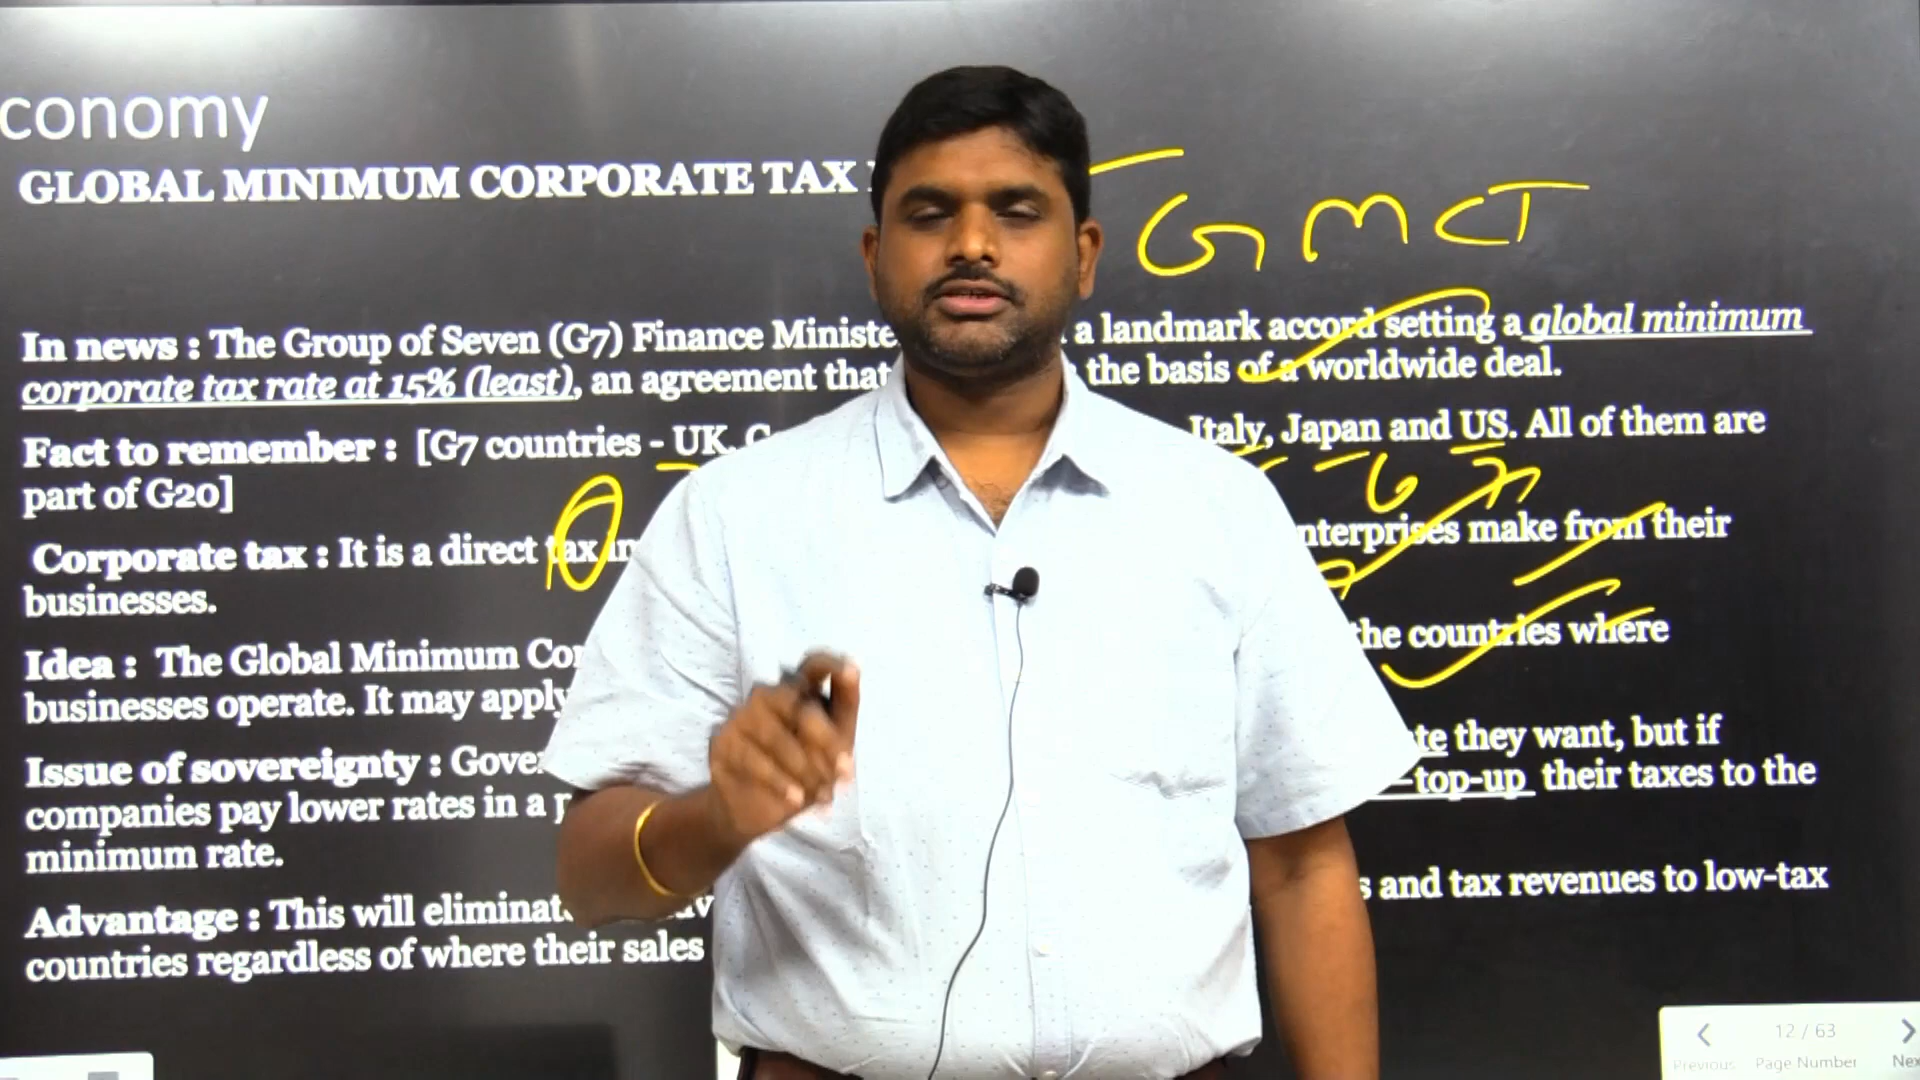 conomy
GLOBAL MINIMUM CORPORATE TAX
GMCT
In news : The Group of Seven (G7) Finance Ministe a landmark accord setting a global minimum
corporate tax rate at 15% (least), an agreement that the basis of a worldwide deal.
Fact to remember : [G7 countries - UK, Italy, Japan and US. All of them are
part of G20]
Corporate tax : It is a direct tax nterprises make from their
businesses.
Idea : The Global Minimum Cor the countries where
businesses operate. It may apply
Issue of sovereignty : Gover te they want, but if
companies pay lower rates in a p top-up their taxes to the
minimum rate.
Advantage : This will eliminat s and tax revenues to low-tax
countries regardless of where their sales
12 / 63
Previous Page Number Nex